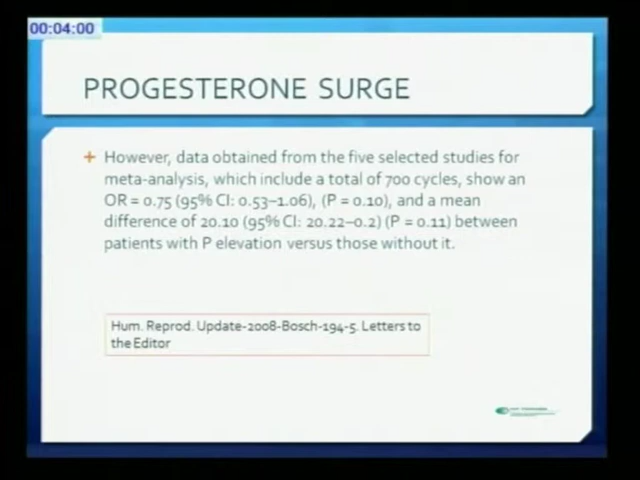 00:04:00
PROGESTERONE SURGE
+ However, data obtained from the five selected studies for
meta-analysis, which include a total of 700 cycles, show an
OR = 0.75 (95% CI: 0.53–1.06), (P = 0.10), and a mean
difference of 20.10 (95% CI: 20.22–0.2) (P = 0.11) between
patients with P elevation versus those without it.
Hum. Reprod. Update-2008-Bosch-194-5. Letters to
the Editor